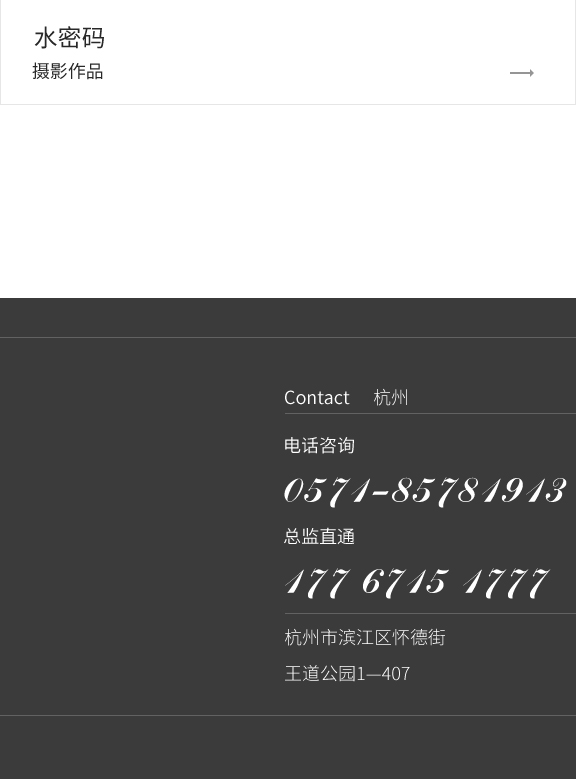 水密码
摄影作品
Contact 杭州
电话咨询
0571-85781913
总监直通
177 6715 1777
杭州市滨江区怀德街
王道公园1—407